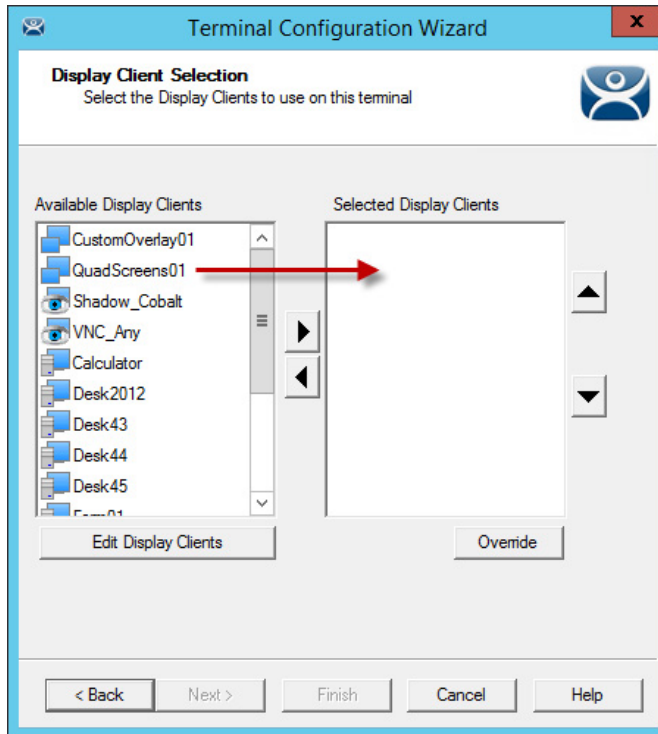 Terminal Configuration Wizard
x
Display Client Selection
Select the Display Clients to use on this terminal
Available Display Clients
Selected Display Clients
CustomOverlay01
QuadScreens01
Shadow_Cobalt
VNC_Any
Calculator
Desk2012
Desk43
Desk44
Desk45
Form01
Edit Display Clients
Override
< Back
Next >
Finish
Cancel
Help